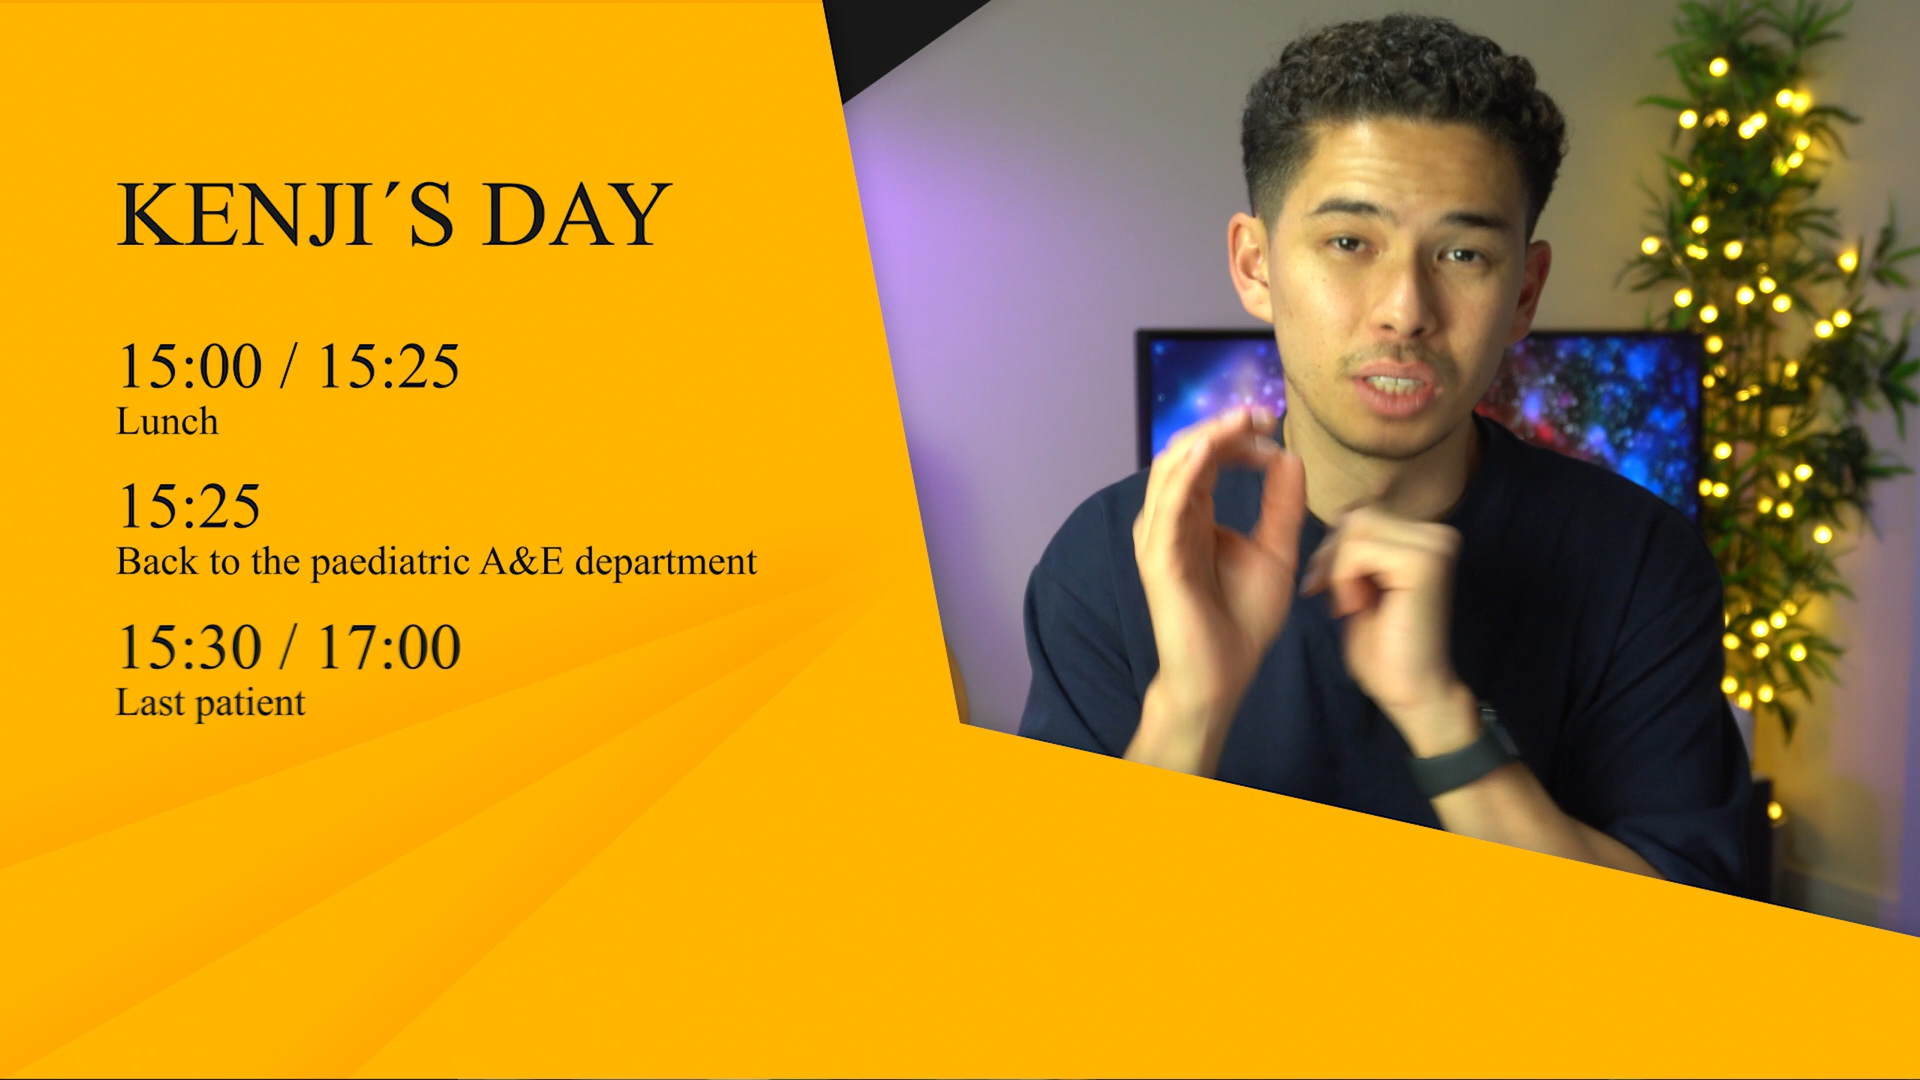 KENJI´S DAY
15:00 / 15:25
Lunch
15:25
Back to the paediatric A&E department
15:30 / 17:00
Last patient